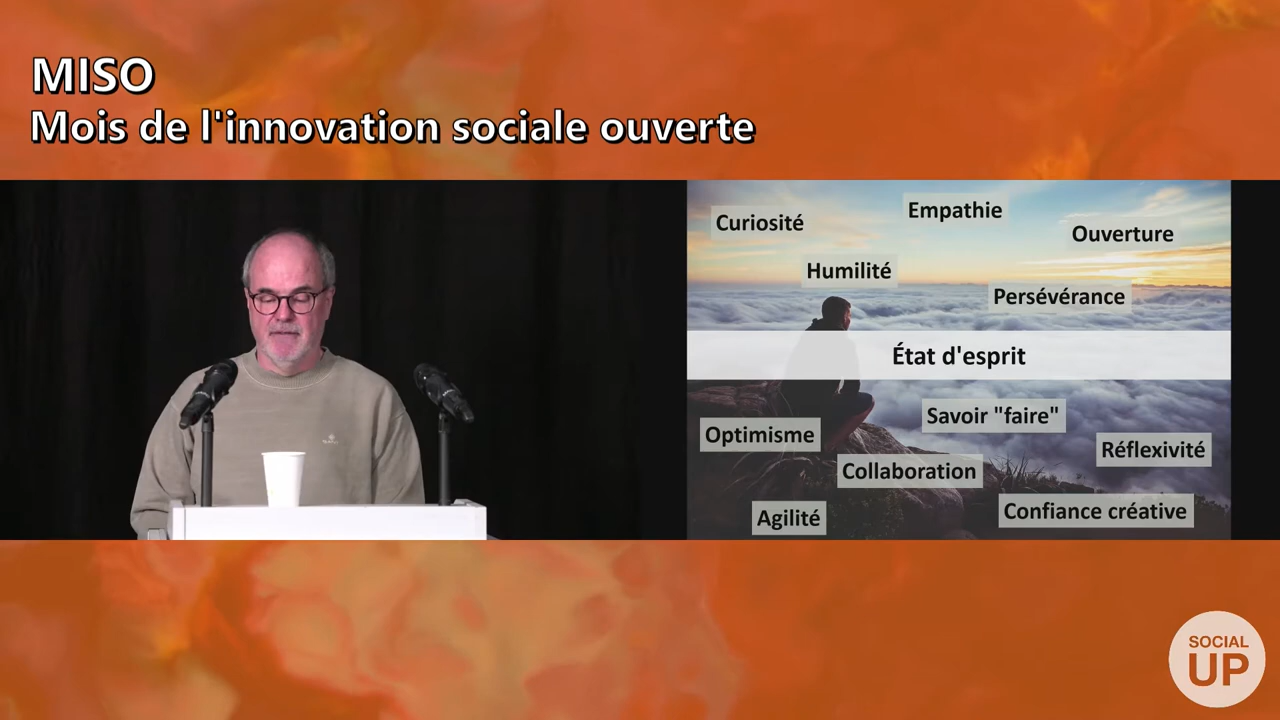 MISO
Mois de l'innovation sociale ouverte
Curiosité
Empathie
Ouverture
Humilité
Persévérance
État d'esprit
Savoir "faire"
Optimisme
Réflexivité
Collaboration
Agilité
Confiance créative
SOCIAL
UP